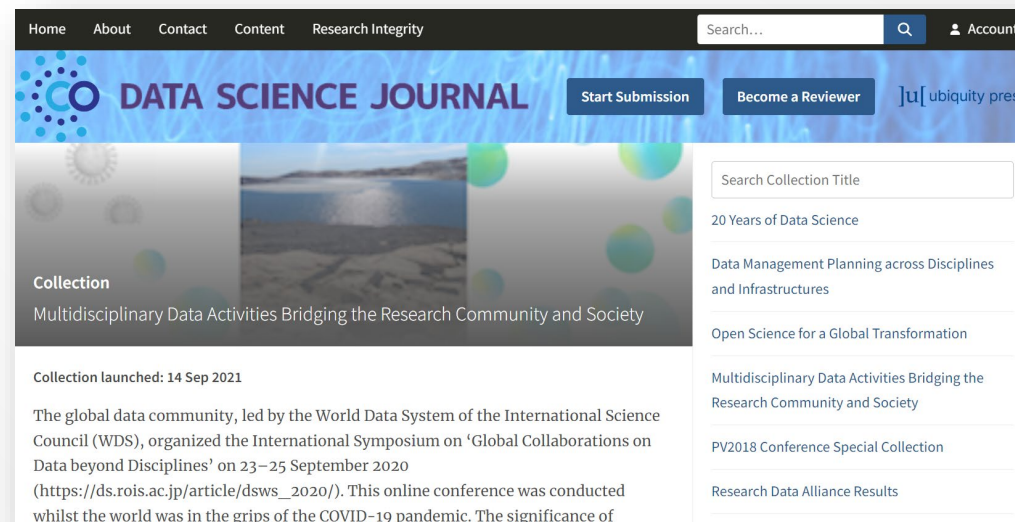 Home About Contact Content Research Integrity Search... Account
CO DATA SCIENCE JOURNAL Start Submission Become a Reviewer ]u[ ubiquity pres
Collection
Multidisciplinary Data Activities Bridging the Research Community and Society
Collection launched: 14 Sep 2021
The global data community, led by the World Data System of the International Science
Council (WDS), organized the International Symposium on ‘Global Collaborations on
Data beyond Disciplines’ on 23–25 September 2020
(https://ds.rois.ac.jp/article/dsws_2020/). This online conference was conducted
whilst the world was in the grips of the COVID-19 pandemic. The significance of
Search Collection Title
20 Years of Data Science
Data Management Planning across Disciplines
and Infrastructures
Open Science for a Global Transformation
Multidisciplinary Data Activities Bridging the
Research Community and Society
PV2018 Conference Special Collection
Research Data Alliance Results